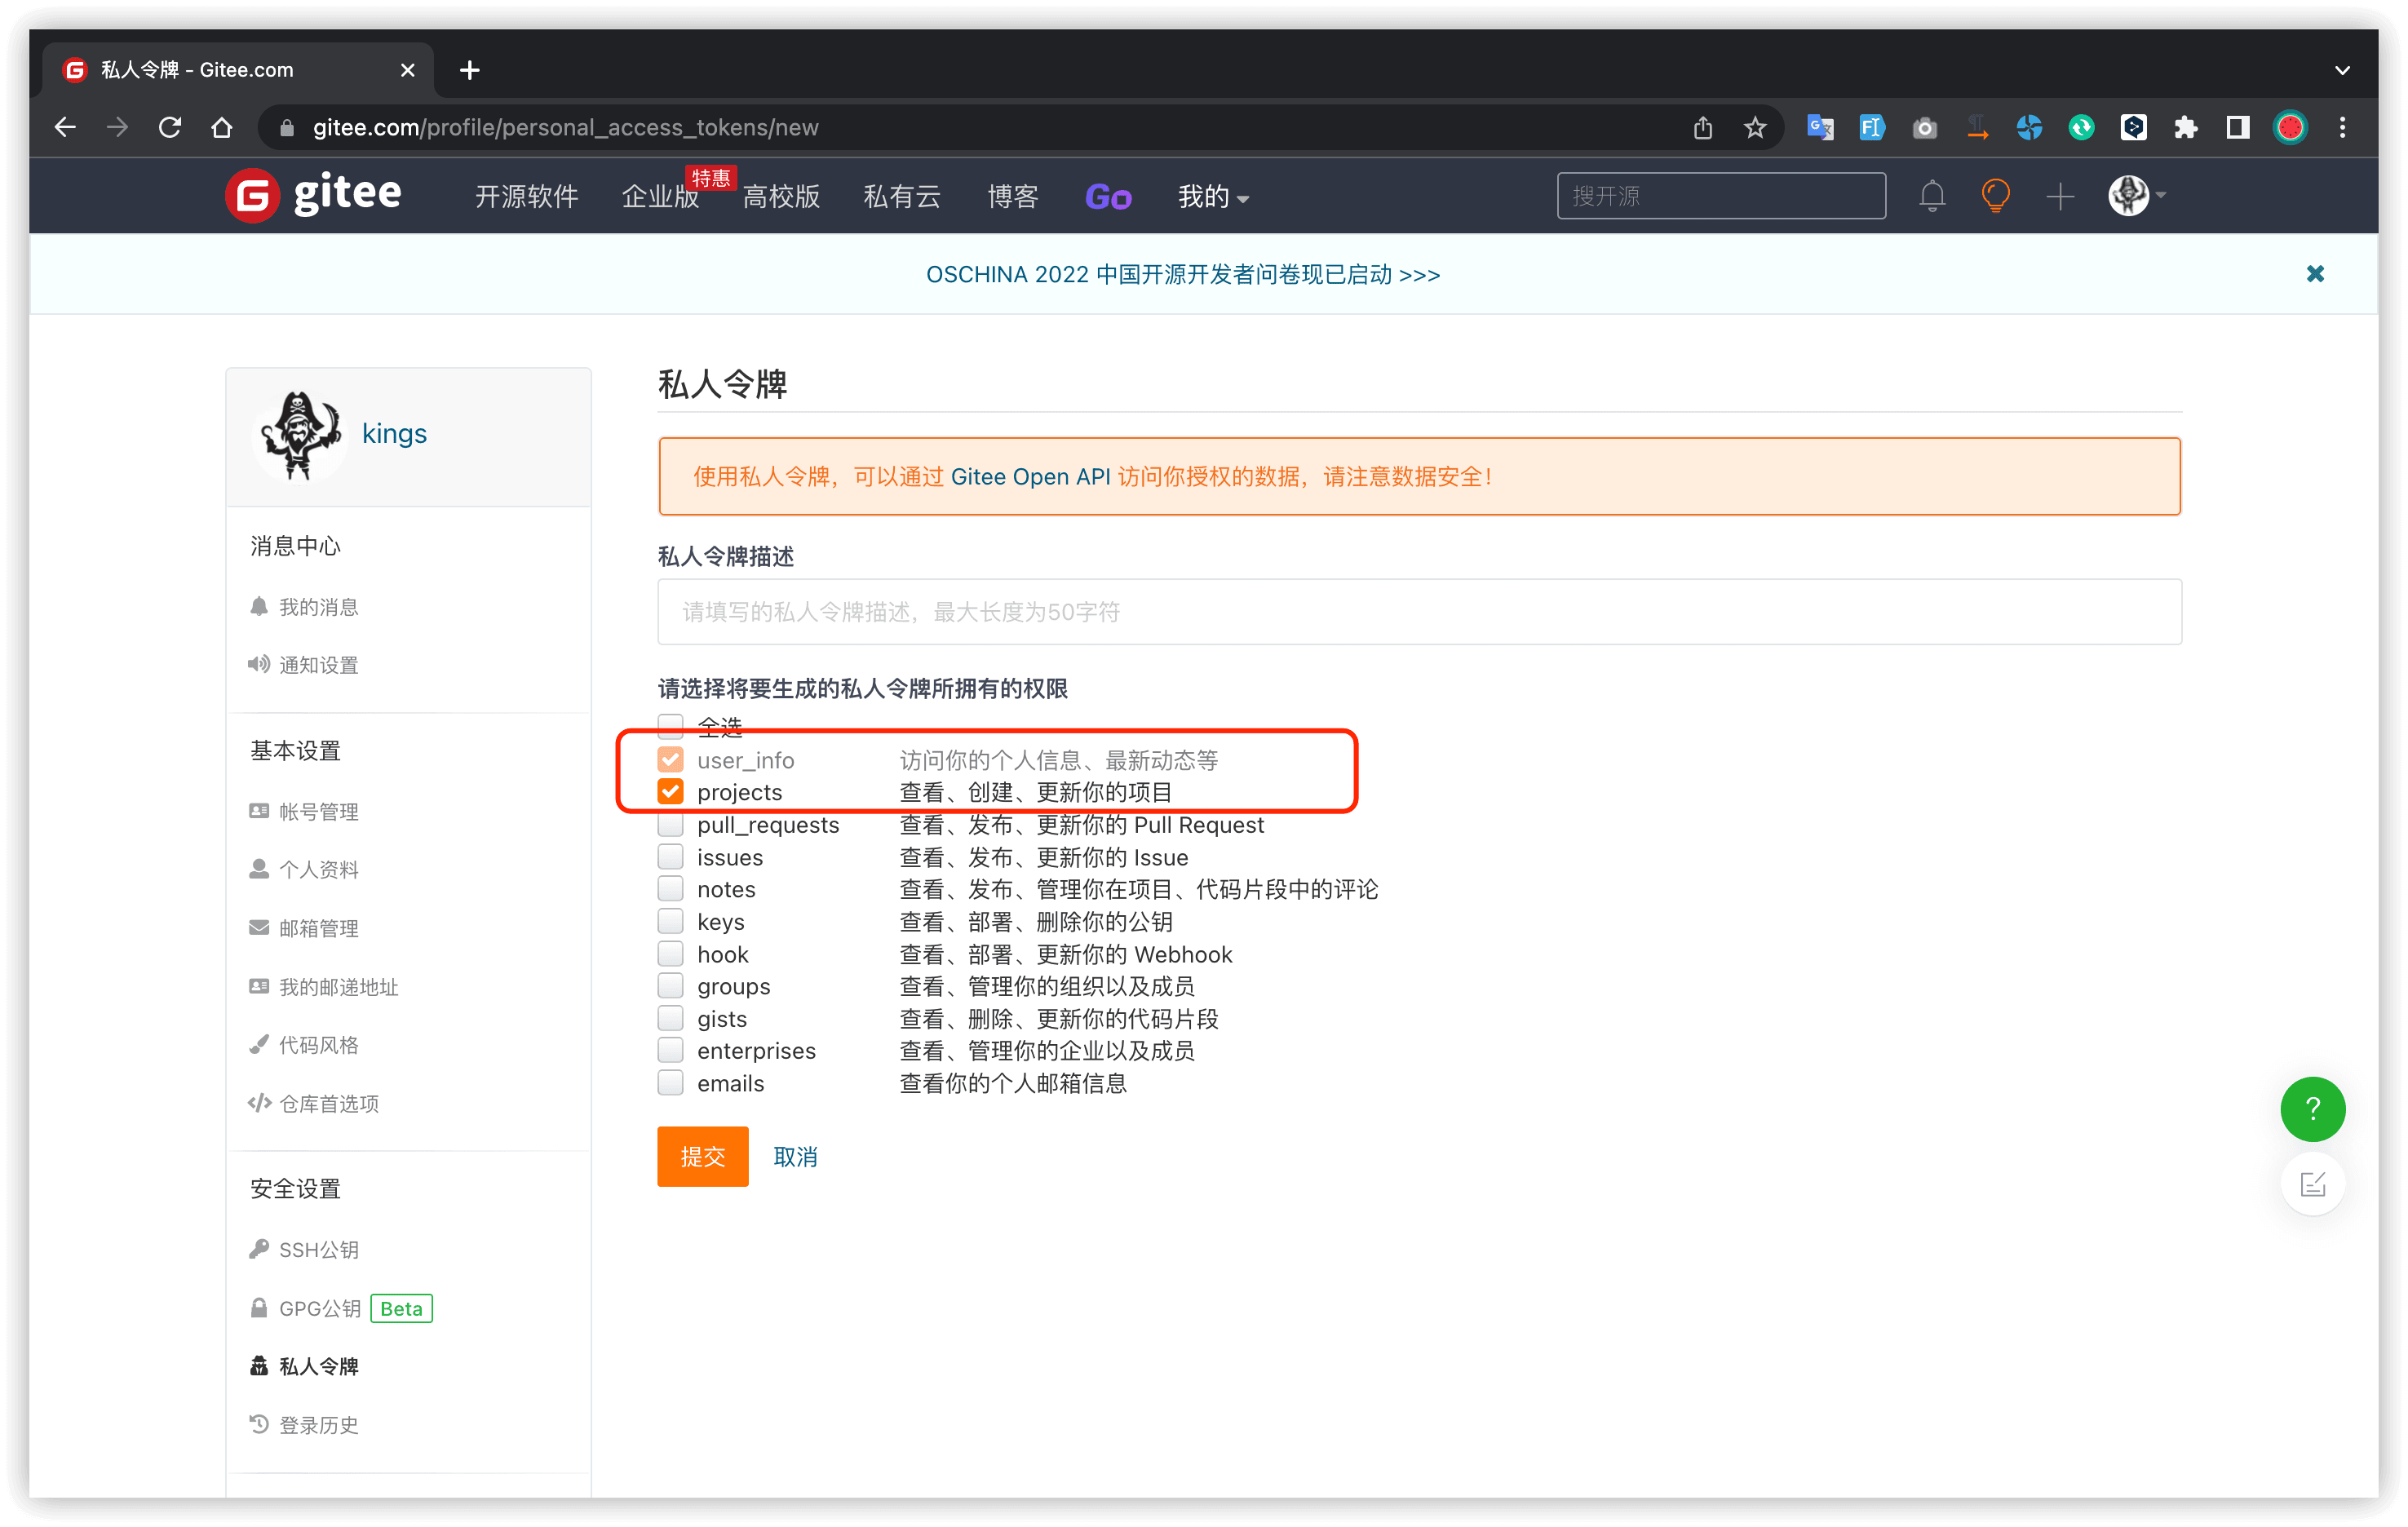 私人令牌 - Gitee.com
gitee.com/profile/personal_access_tokens/new
gitee
开源软件
企业版
特惠
高校版
私有云
博客
Go
我的
搜开源
OSCHINA 2022 中国开源开发者问卷现已启动 >>>
kings
消息中心
我的消息
通知设置
基本设置
帐号管理
个人资料
邮箱管理
我的邮递地址
代码风格
仓库首选项
安全设置
SSH公钥
GPG公钥 Beta
私人令牌
登录历史
私人令牌
使用私人令牌，可以通过 Gitee Open API 访问你授权的数据，请注意数据安全！
私人令牌描述
请填写的私人令牌描述，最大长度为50字符
请选择将要生成的私人令牌所拥有的权限
全选
user_info 访问你的个人信息、最新动态等
projects 查看、创建、更新你的项目
pull_requests 查看、发布、更新你的 Pull Request
issues 查看、发布、更新你的 Issue
notes 查看、发布、管理你在项目、代码片段中的评论
keys 查看、部署、删除你的公钥
hook 查看、部署、更新你的 Webhook
groups 查看、管理你的组织以及成员
gists 查看、删除、更新你的代码片段
enterprises 查看、管理你的企业以及成员
emails 查看你的个人邮箱信息
提交 取消
?